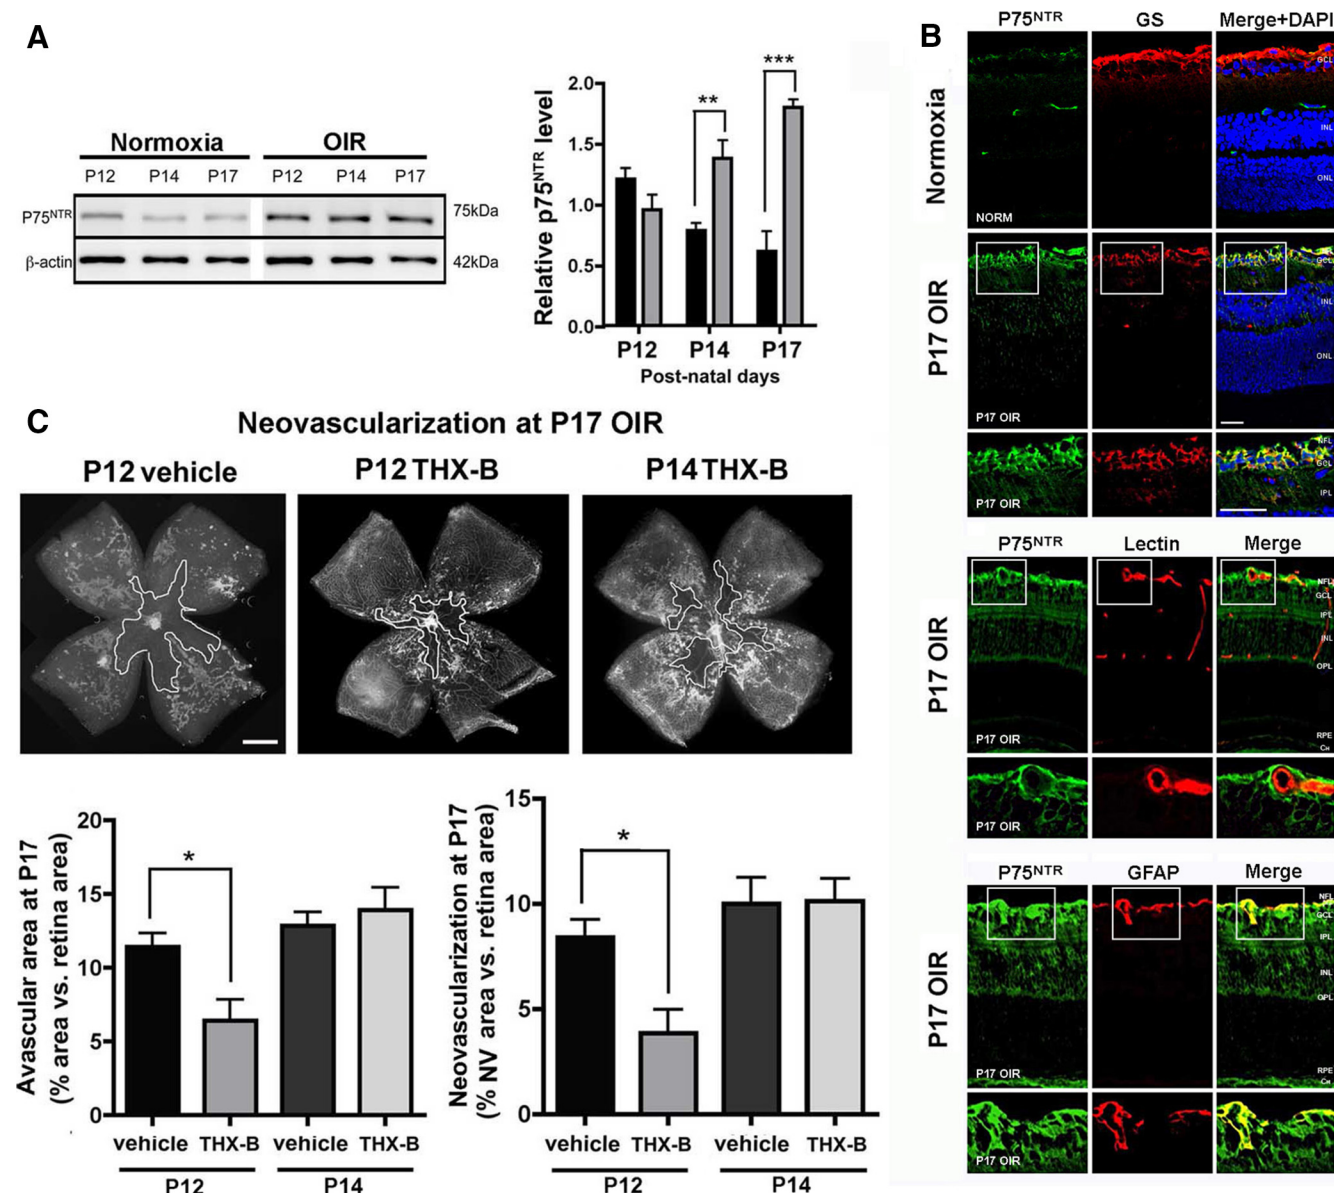 A
Normoxia OIR
P12 P14 P17 P12 P14 P17
P75NTR 75kDa
β-actin 42kDa
Relative p75NTR level
2.0
1.5
1.0
0.5
0.0
** ***
P12 P14 P17
Post-natal days
B
P75NTR GS Merge+DAPI
Normoxia
NORM
GCL
INL
ONL
P17 OIR
P17 OIR
GCL
INL
ONL
P17 OIR
NFL
GCL
IPL
P75NTR Lectin Merge
P17 OIR
P17 OIR
NFL
GCL
IPL
INL
OPL
RPE
CH
P17 OIR
P75NTR GFAP Merge
P17 OIR
P17 OIR
NFL
GCL
IPL
INL
OPL
RPE
CH
P17 OIR
C
Neovascularization at P17 OIR
P12 vehicle P12 THX-B P14 THX-B
Avascular area at P17
(% area vs. retina area)
20
15
10
5
0
*
vehicle THX-B vehicle THX-B
P12 P14
Neovascularization at P17
(% NV area vs. retina area)
15
10
5
0
*
vehicle THX-B vehicle THX-B
P12 P14